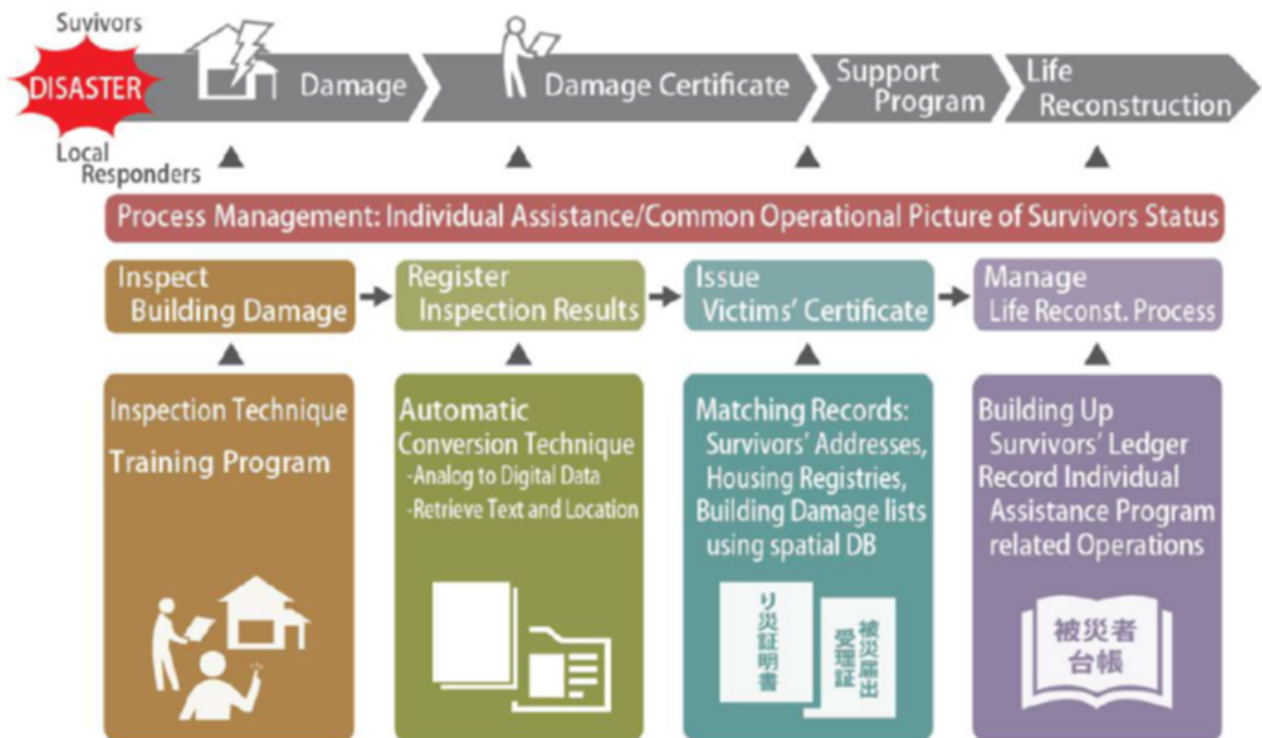 Suvivors
DISASTER
Local
Responders
Damage
Damage Certificate
Support
Program
Life
Reconstruction
Process Management: Individual Assistance/Common Operational Picture of Survivors Status
Inspect
Building Damage
Register
Inspection Results
Issue
Victims' Certificate
Manage
Life Reconst. Process
Inspection Technique
Training Program
Automatic
Conversion Technique
-Analog to Digital Data
-Retrieve Text and Location
Matching Records:
Survivors' Addresses,
Housing Registries,
Building Damage lists
using spatial DB
り災証明書
被災届出
受理証
Building Up
Survivors' Ledger
Record Individual
Assistance Program
related Operations
被災者
台帳